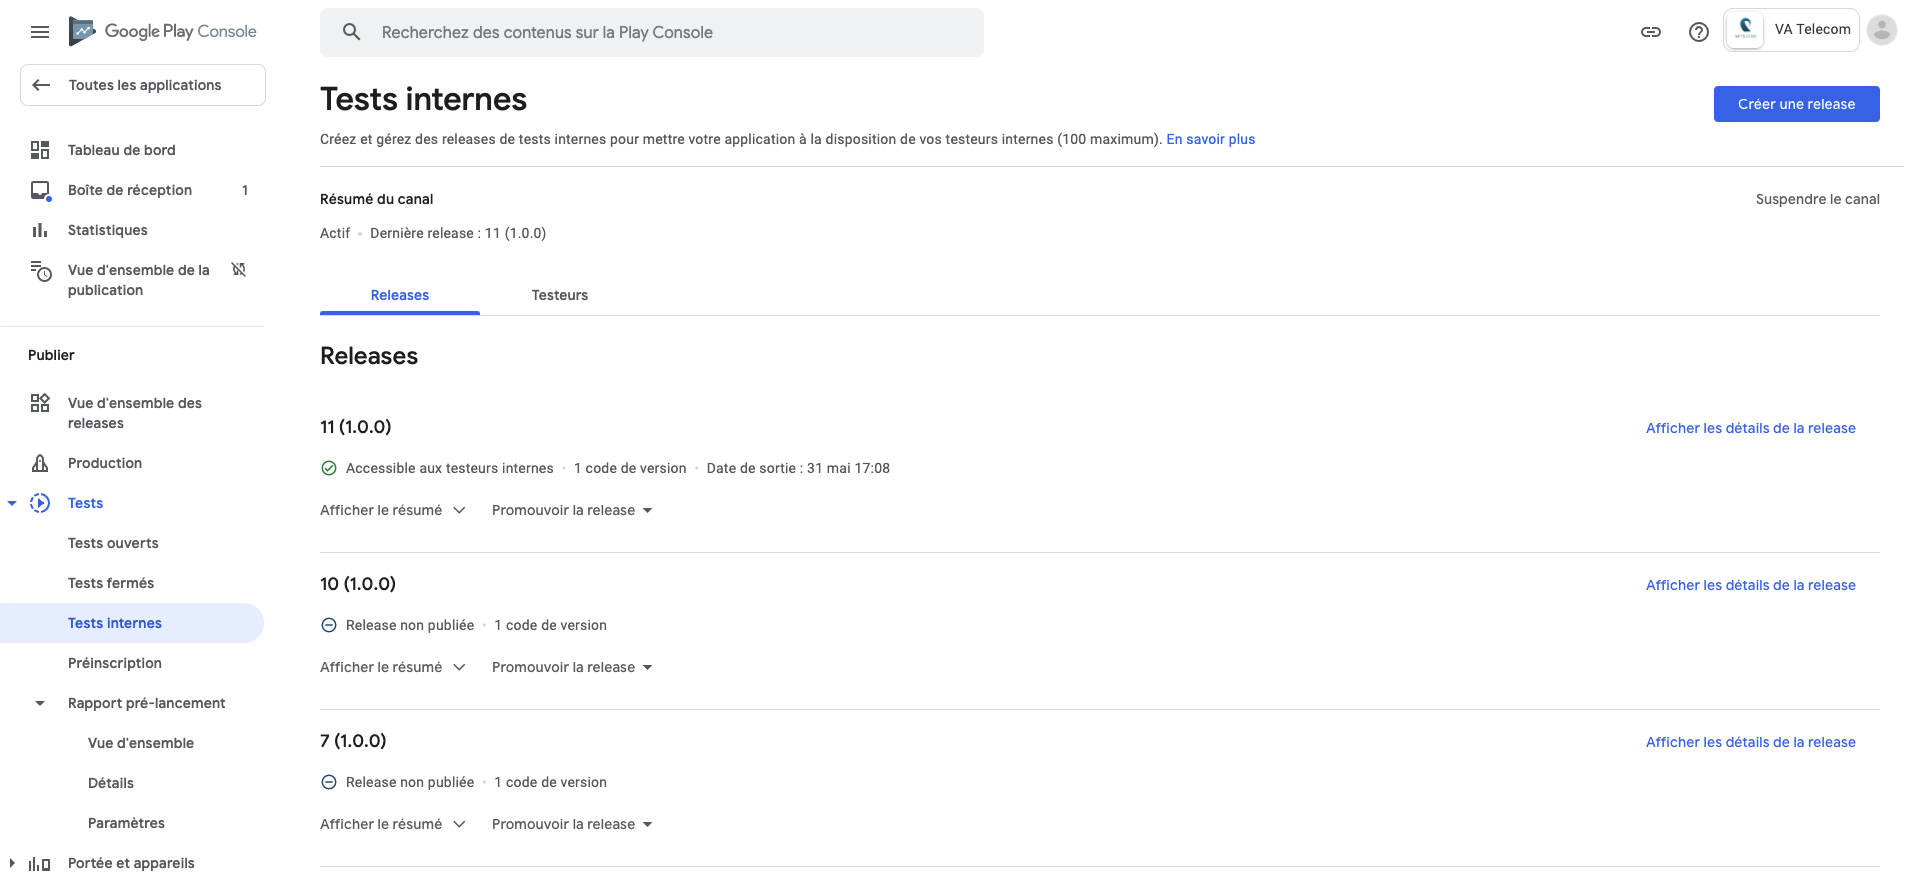 Google Play Console
Recherchez des contenus sur la Play Console
VA Telecom
Toutes les applications
Tableau de bord
Boîte de réception 1
Statistiques
Vue d'ensemble de la
publication
Publier
Vue d'ensemble des
releases
Production
Tests
Tests ouverts
Tests fermés
Tests internes
Préinscription
Rapport pré-lancement
Vue d'ensemble
Détails
Paramètres
Portée et appareils
Tests internes
Créer une release
Créez et gérez des releases de tests internes pour mettre votre application à la disposition de vos testeurs internes (100 maximum). En savoir plus
Résumé du canal
Suspendre le canal
Actif • Dernière release : 11 (1.0.0)
Releases Testeurs
Releases
11 (1.0.0)
Afficher les détails de la release
Accessible aux testeurs internes • 1 code de version • Date de sortie : 31 mai 17:08
Afficher le résumé Promouvoir la release
10 (1.0.0)
Afficher les détails de la release
Release non publiée • 1 code de version
Afficher le résumé Promouvoir la release
7 (1.0.0)
Afficher les détails de la release
Release non publiée • 1 code de version
Afficher le résumé Promouvoir la release